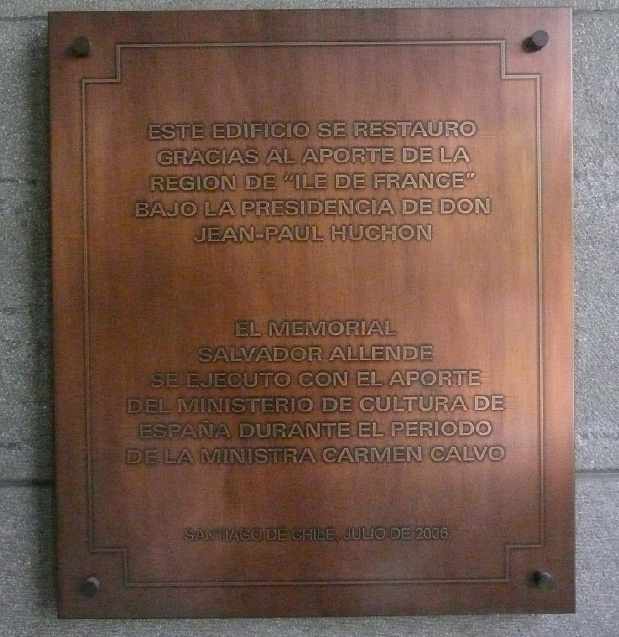 ESTE EDIFICIO SE RESTAURO
GRACIAS AL APORTE DE LA
REGION DE "ILE DE FRANCE"
BAJO LA PRESIDENCIA DE DON
JEAN-PAUL HUCHON
EL MEMORIAL
SALVADOR ALLENDE
SE EJECUTO CON EL APORTE
DEL MINISTERIO DE CULTURA DE
ESPAÑA DURANTE EL PERIODO
DE LA MINISTRA CARMEN CALVO
SANTIAGO DE CHILE, JULIO DE 2006